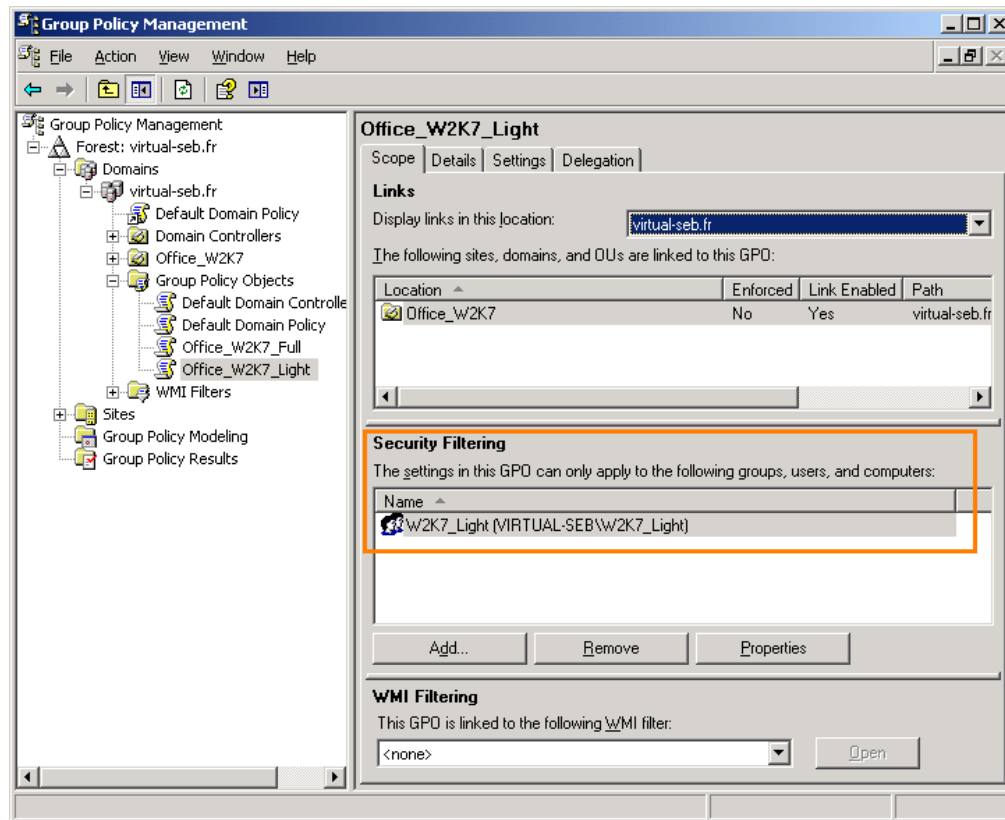 Group Policy Management
File Action View Window Help
Group Policy Management
Forest: virtual-seb.fr
Domains
virtual-seb.fr
Default Domain Policy
Domain Controllers
Office_W2K7
Group Policy Objects
Default Domain Controlle
Default Domain Policy
Office_W2K7_Full
Office_W2K7_Light
WMI Filters
Sites
Group Policy Modeling
Group Policy Results
Office_W2K7_Light
Scope Details Settings Delegation
Links
Display links in this location: virtual-seb.fr
The following sites, domains, and OUs are linked to this GPO:
Location Enforced Link Enabled Path
Office_W2K7 No Yes virtual-seb.fr
Security Filtering
The settings in this GPO can only apply to the following groups, users, and computers:
Name
W2K7_Light (VIRTUAL-SEB\W2K7_Light)
Add... Remove Properties
WMI Filtering
This GPO is linked to the following WMI filter:
<none> Open